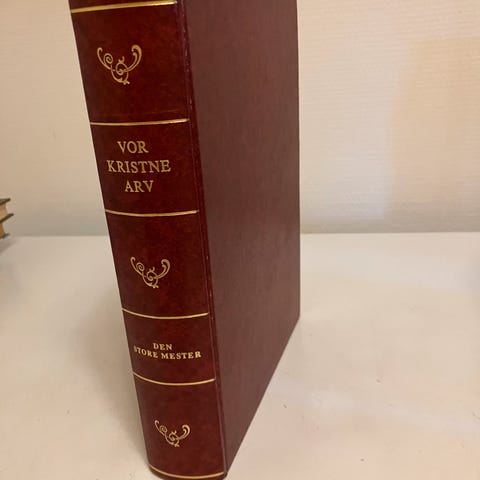 VOR
KRISTNE
ARV
DEN
STORE MESTER